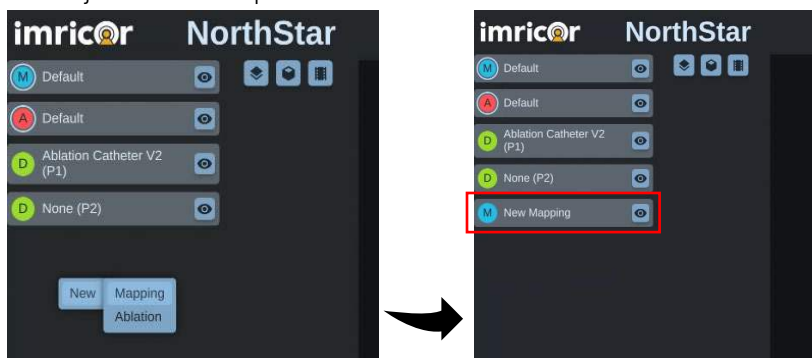 imricor NorthStar
M Default
A Default
D Ablation Catheter V2
(P1)
D None (P2)
New Mapping
Ablation
imricor NorthStar
M Default
A Default
D Ablation Catheter V2
(P1)
D None (P2)
M New Mapping